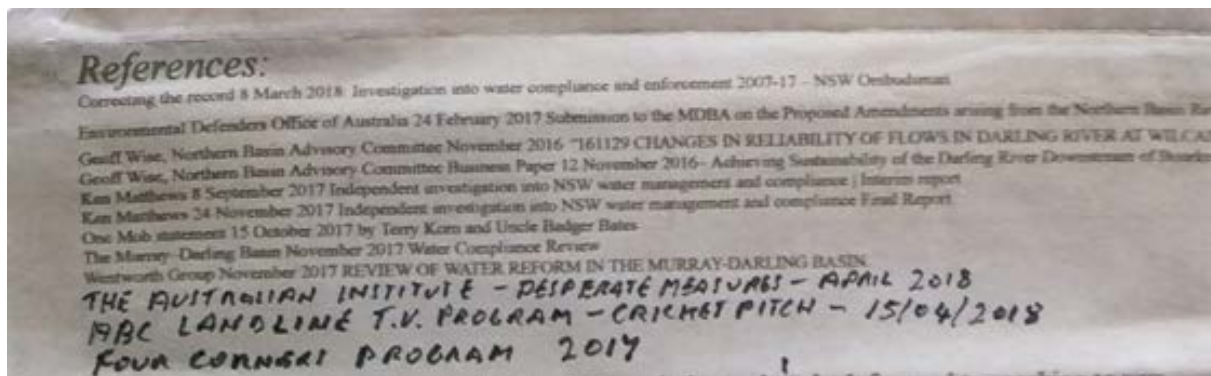 References:
Correcting the record 8 March 2018: Investigation into water compliance and enforcement 2007-17 - NSW Ombudsman
Environmental Defenders Office of Australia 24 February 2017 Submission to the MDBA on the Proposed Amendments arising from the Northern Basin
Geoff Wise, Northern Basin Advisory Committee November 2016 "161129 CHANGES IN RELIABILITY OF FLOWS IN DARLING RIVER AT
Geoff Wise, Northern Basin Advisory Committee Business Paper 12 November 2016- Achieving Sustainability of the Darling River Downstream of
Ken Matthews 8 September 2017 Independent investigation into NSW water management and compliance | Interim report
Ken Matthews 24 November 2017 Independent investigation into NSW water management and compliance Final Report
One Mob statement 15 October 2017 by Terry Korn and Uncle Badger Bates
The Murray-Darling Basin November 2017 Water Compliance Review
Wentworth Group November 2017 REVIEW OF WATER REFORM IN THE MURRAY-DARLING BASIN
THE AUSTRALIAN INSTITUTE - DESPERATE MEASURES - APRIL 2018
ABC LANDLINE T.V. PROGRAM - CRICKET PITCH - 15/04/2018
FOUR CORNERS PROGRAM 2017